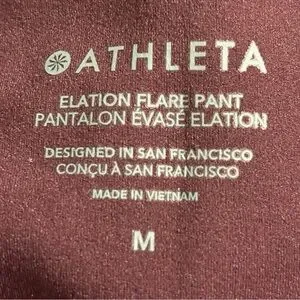 ATHLETA
ELATION FLARE PANT
PANTALON ÉVASÉ ELATION
DESIGNED IN SAN FRANCISCO
CONÇU À SAN FRANCISCO
MADE IN VIETNAM
M